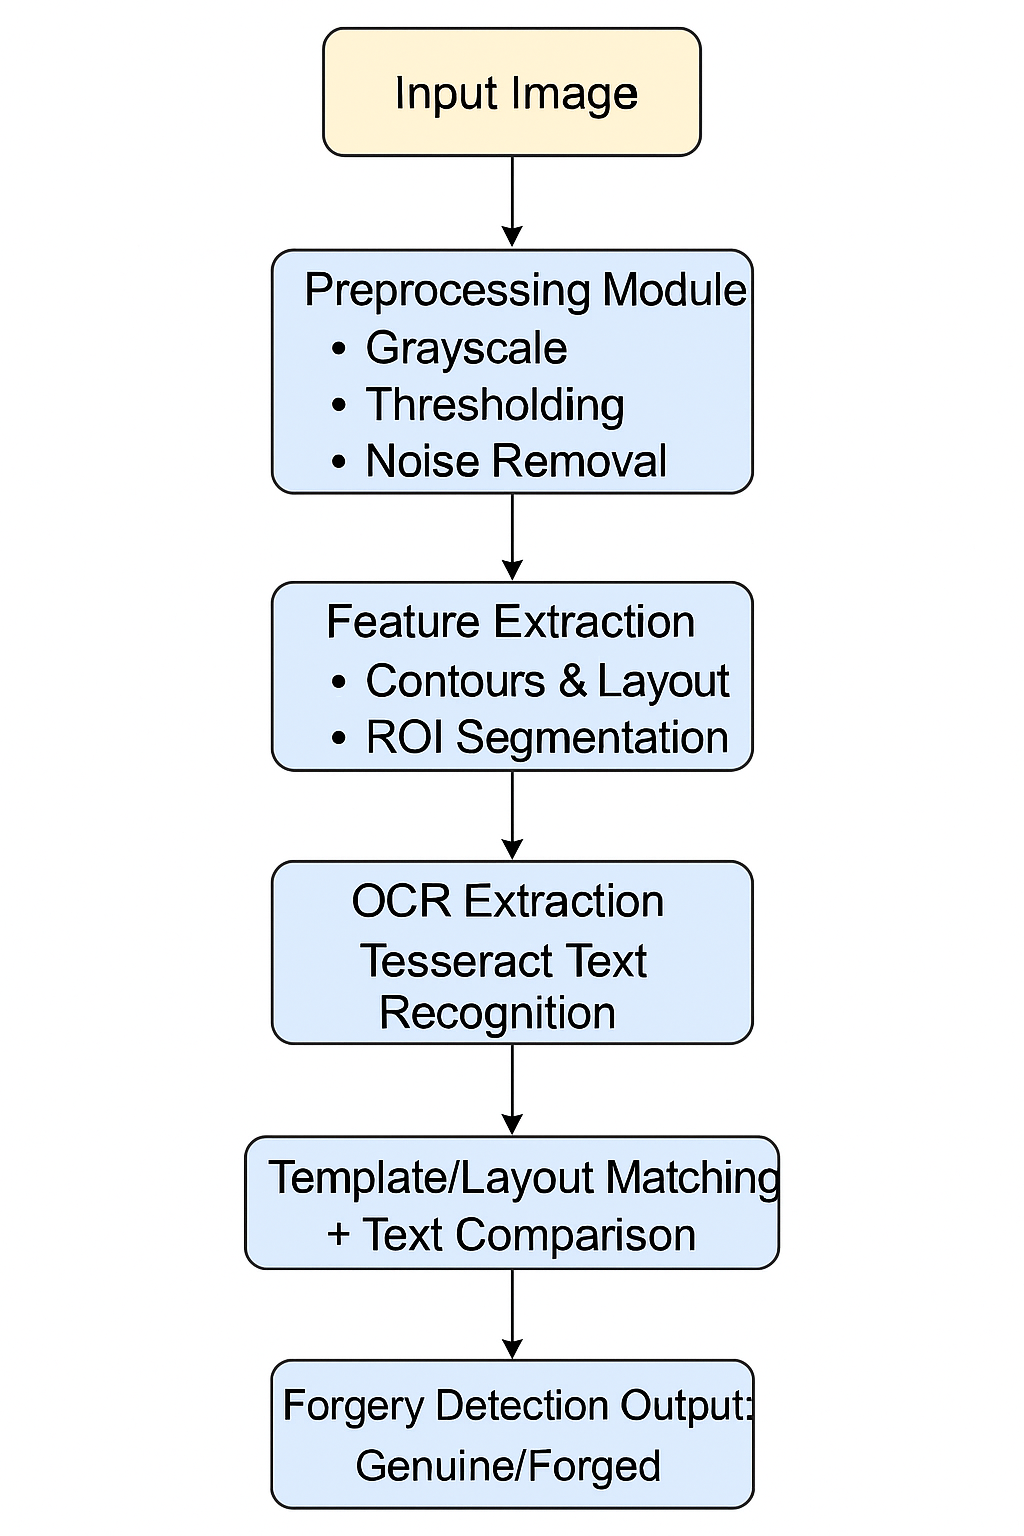 Input Image
Preprocessing Module
• Grayscale
• Thresholding
• Noise Removal
Feature Extraction
• Contours & Layout
• ROI Segmentation
OCR Extraction
Tesseract Text
Recognition
Template/Layout Matching
+ Text Comparison
Forgery Detection Output:
Genuine/Forged